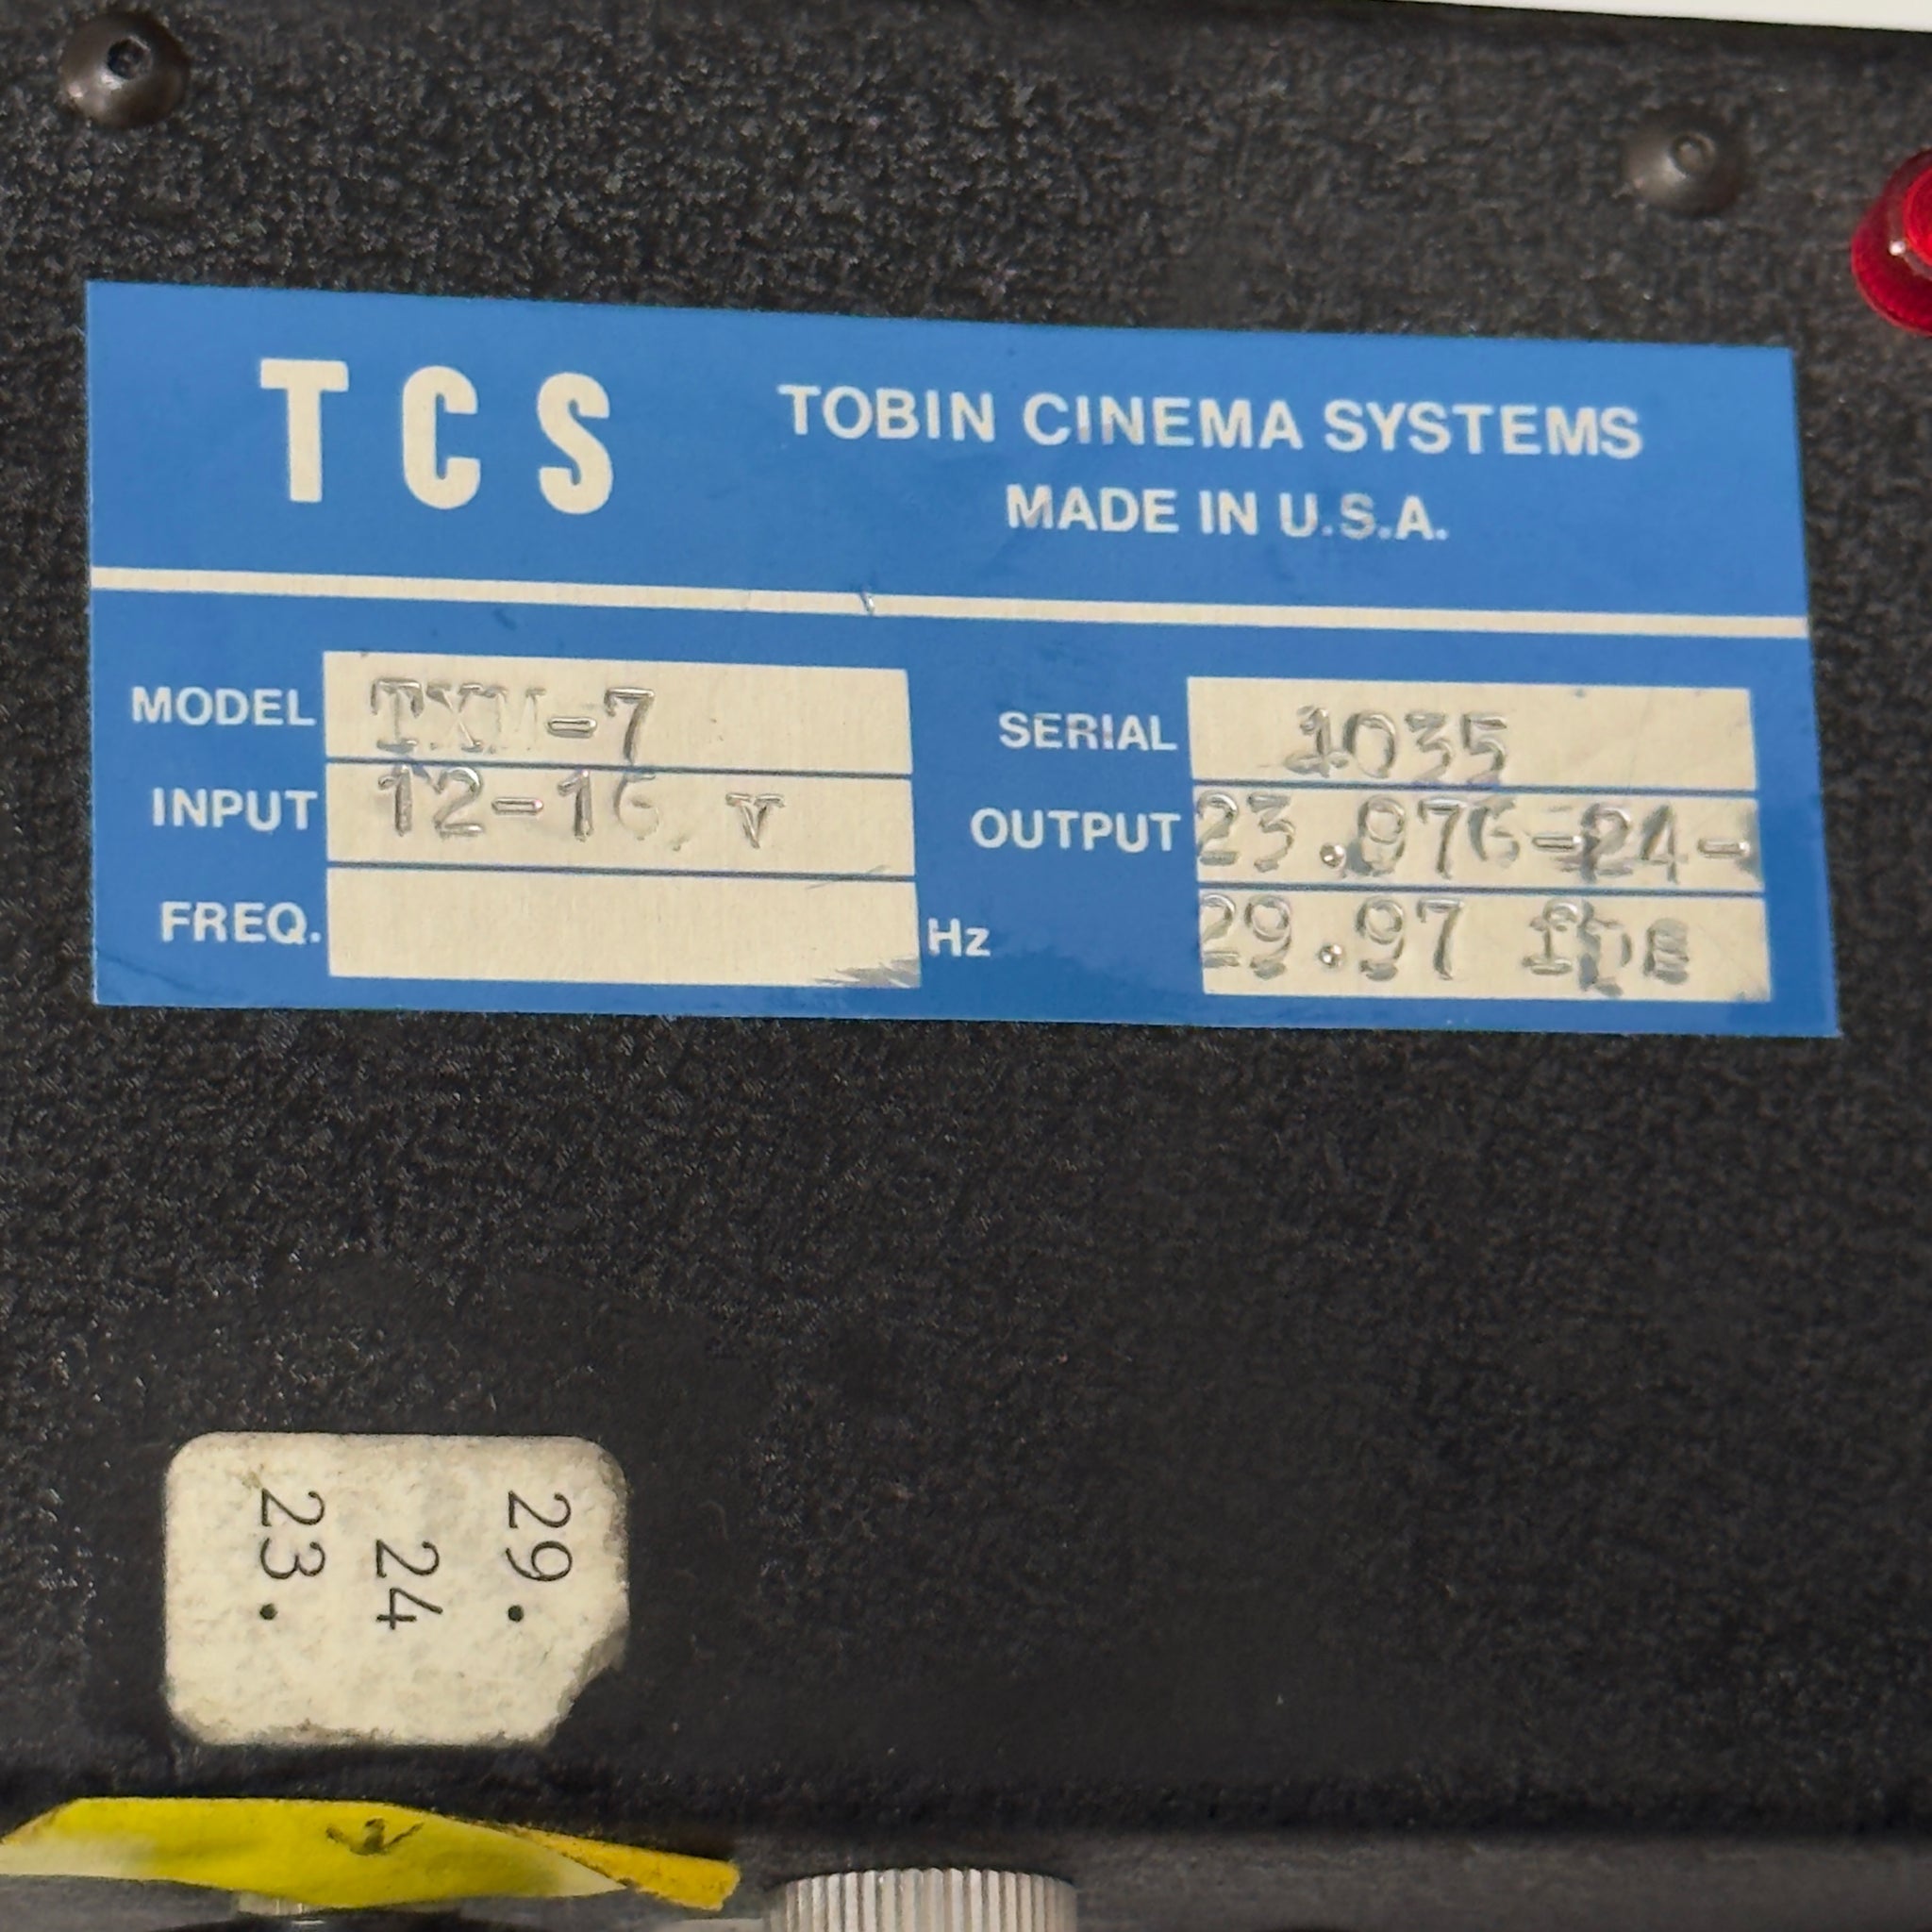 TCS
TOBIN CINEMA SYSTEMS
MADE IN U.S.A.
MODEL TXM-7
INPUT 12-16 v
FREQ. Hz
SERIAL 1035
OUTPUT 23.976-24-
29.97 fps
29.
24
23.